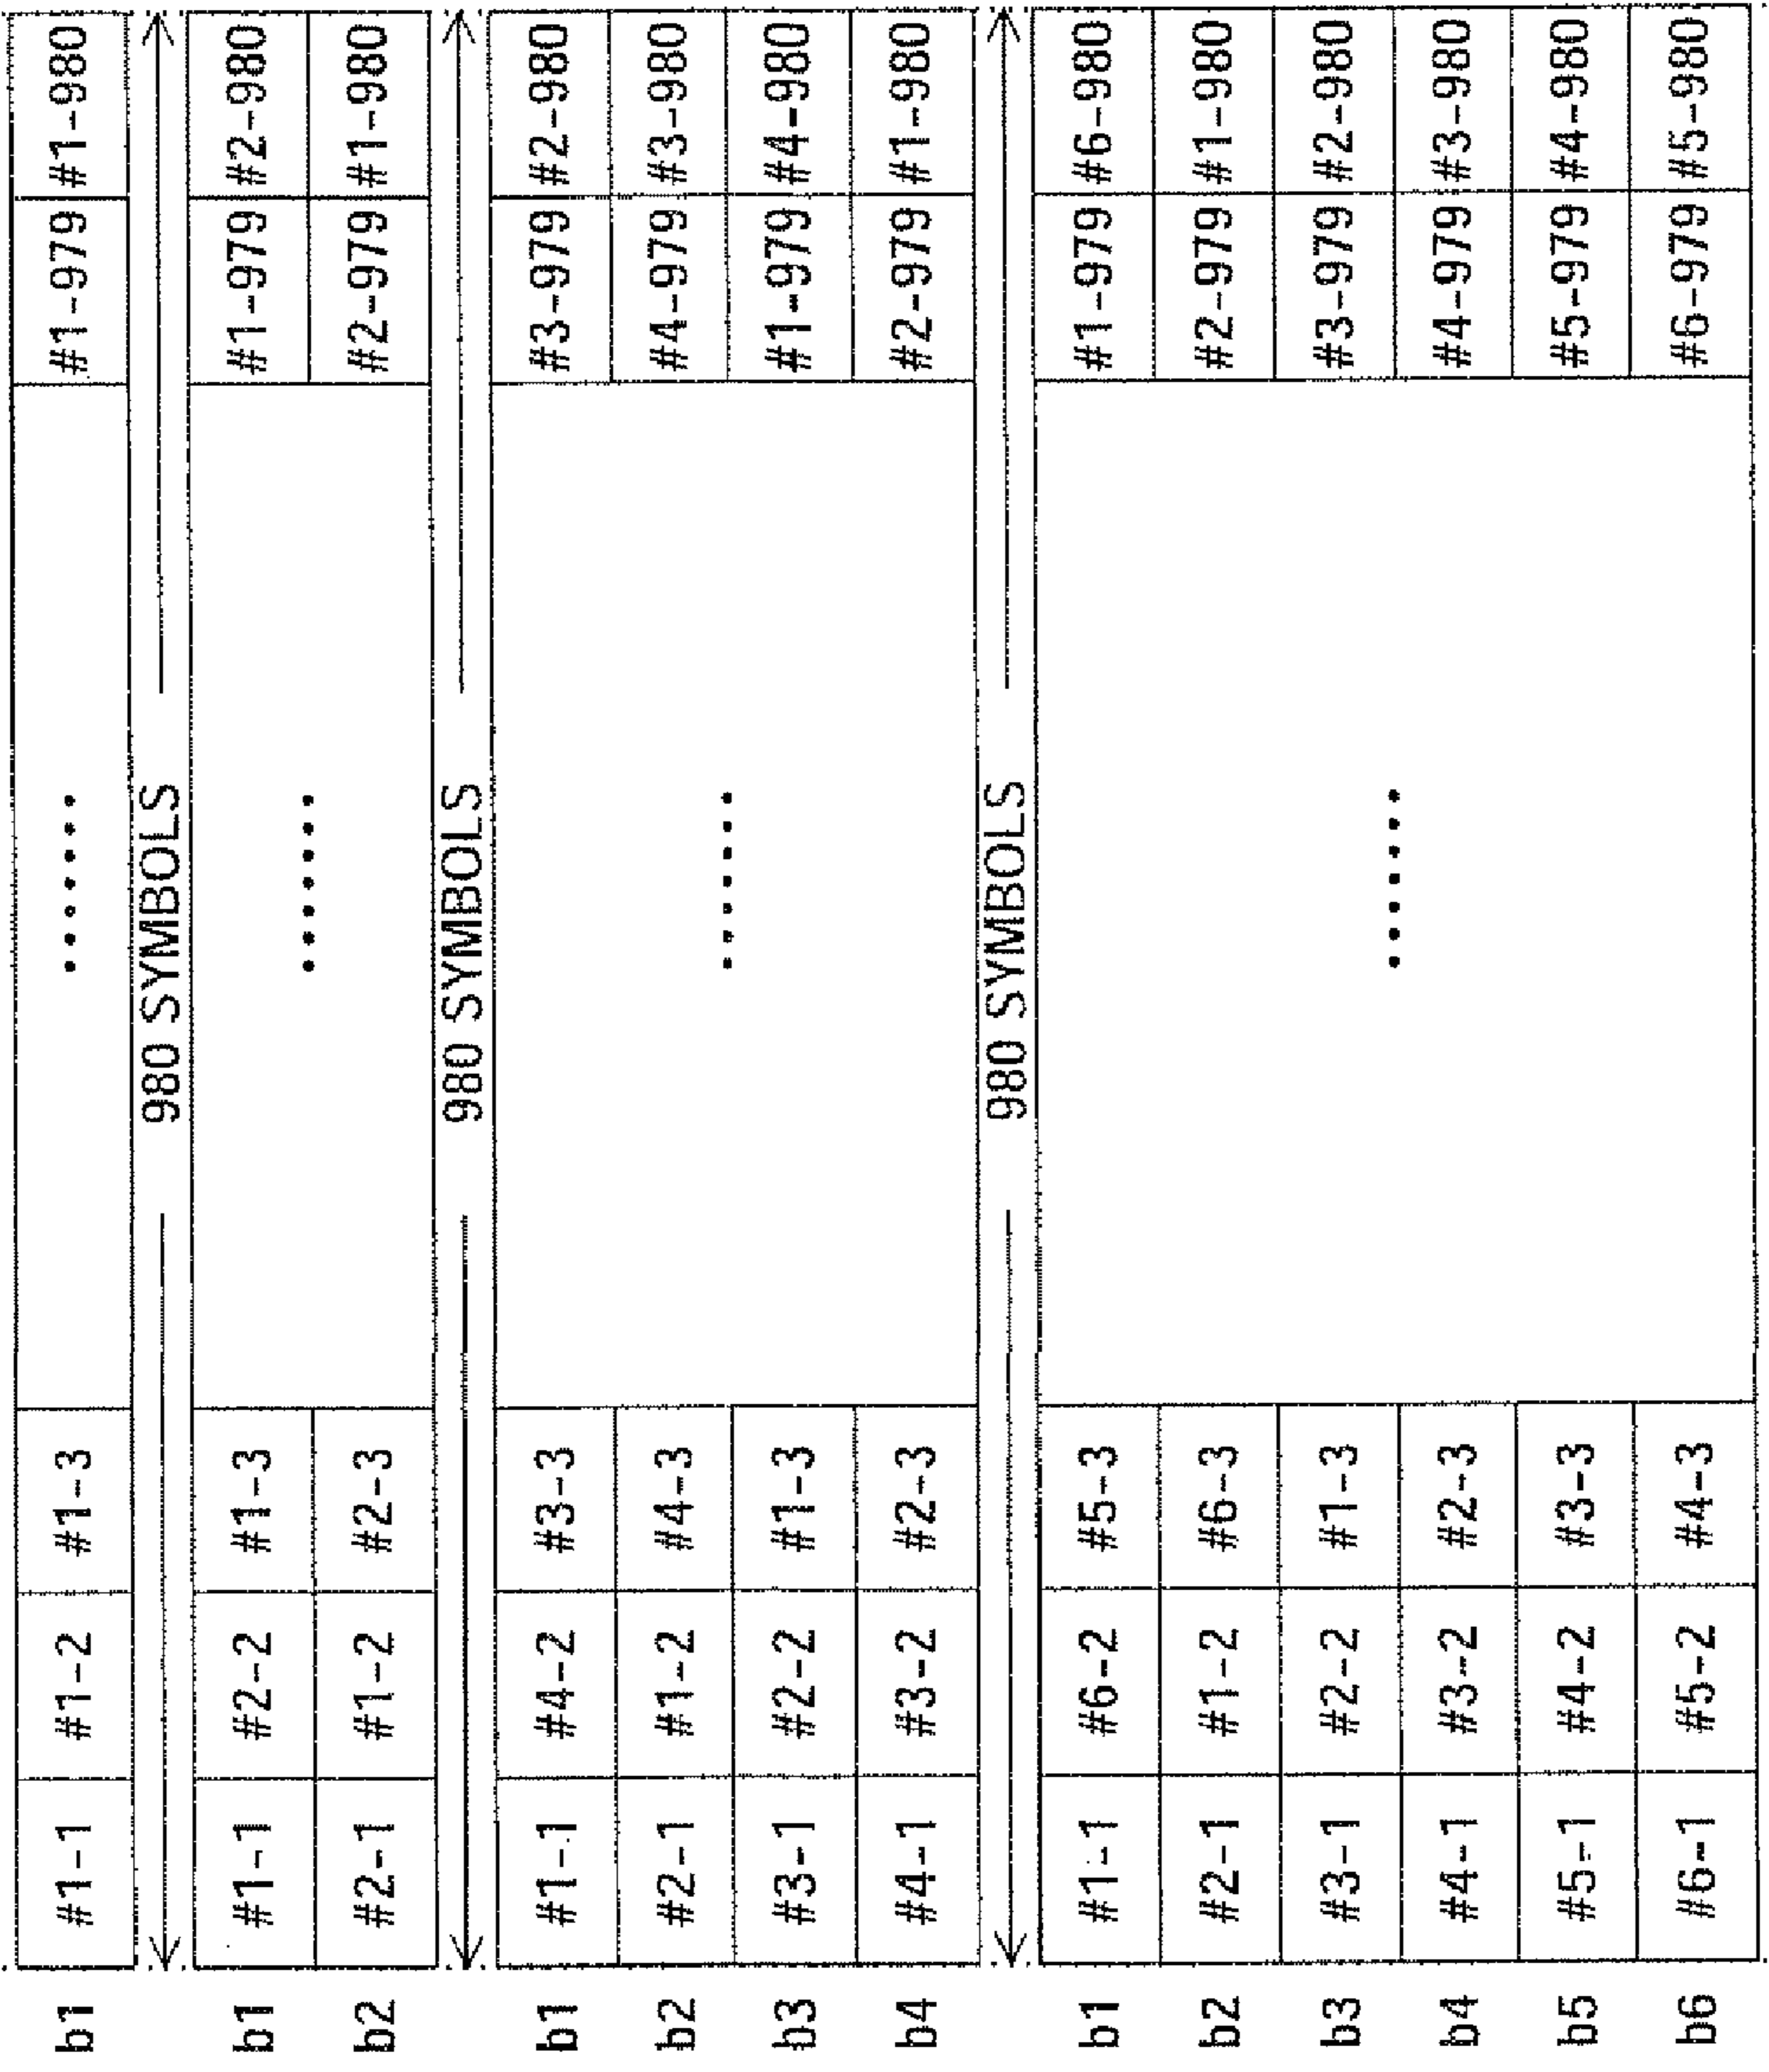 b1 #1-1 #1-2 #1-3 ...... #1-979 #1-980
980 SYMBOLS
b1 #1-1 #2-2 #1-3 ...... #1-979 #2-980
b2 #2-1 #1-2 #2-3 #2-979 #1-980
980 SYMBOLS
b1 #1-1 #4-2 #3-3 #3-979 #2-980
b2 #2-1 #1-2 #4-3 ...... #4-979 #3-980
b3 #3-1 #2-2 #1-3 #1-979 #4-980
b4 #4-1 #3-2 #2-3 #2-979 #1-980
980 SYMBOLS
b1 #1-1 #6-2 #5-3 #1-979 #6-980
b2 #2-1 #1-2 #6-3 #2-979 #1-980
b3 #3-1 #2-2 #1-3 ...... #3-979 #2-980
b4 #4-1 #3-2 #2-3 #4-979 #3-980
b5 #5-1 #4-2 #3-3 #5-979 #4-980
b6 #6-1 #5-2 #4-3 #6-979 #5-980